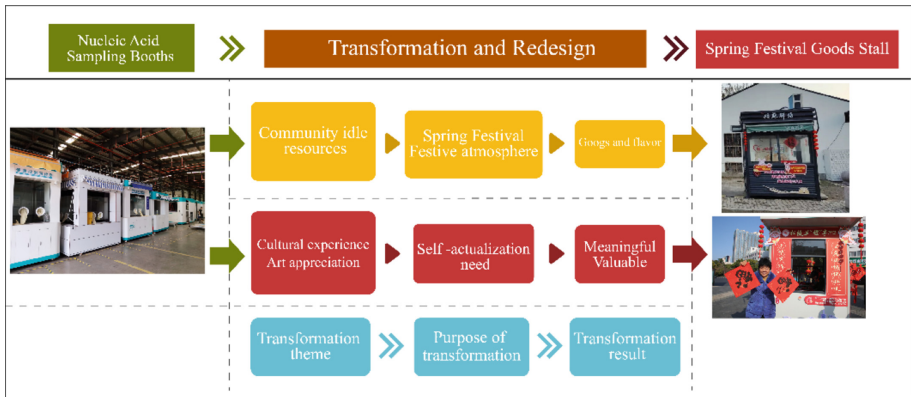 Nucleic Acid
Sampling Booths
Transformation and Redesign
Spring Festival Goods Stall
Community idle
resources
Spring Festival
Festive atmosphere
Googs and flavor
Cultural experience
Art appreciation
Self -actualization
need
Meaningful
Valuable
Transformation
theme
Purpose of
transformation
Transformation
result